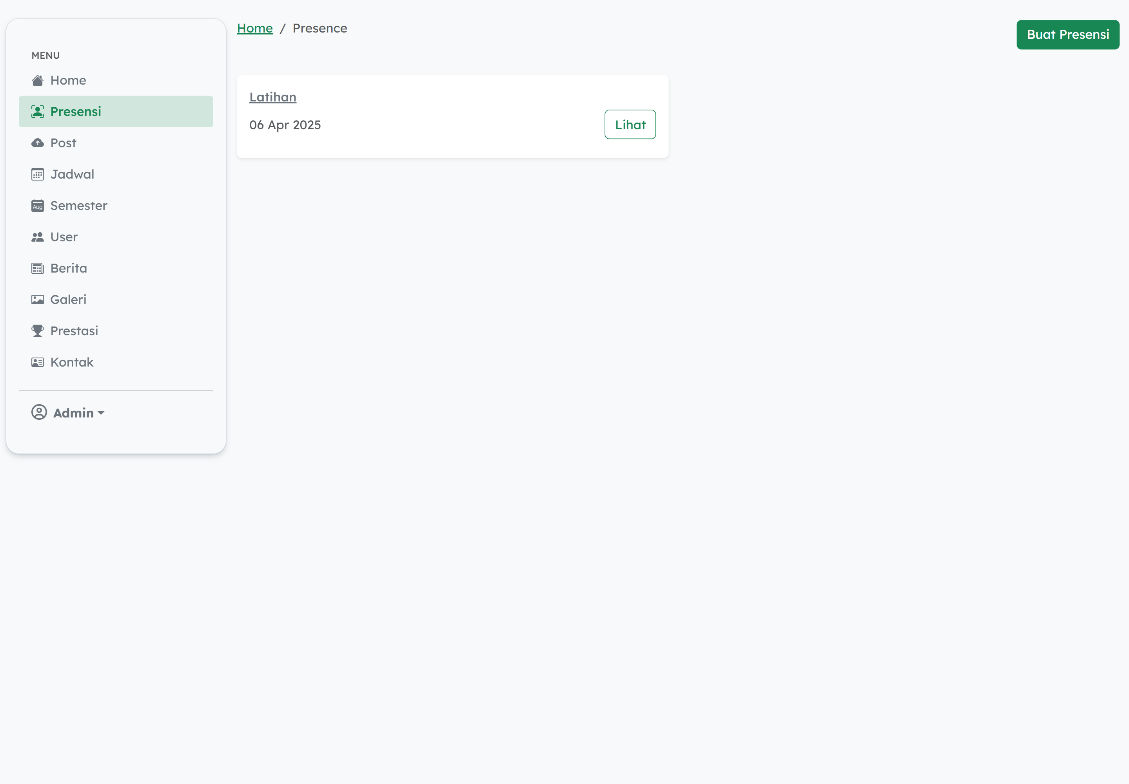 MENU
Home
Presensi
Post
Jadwal
Aug
Semester
User
Berita
Galeri
Prestasi
Kontak
Admin
Home / Presence
Buat Presensi
Latihan
06 Apr 2025
Lihat